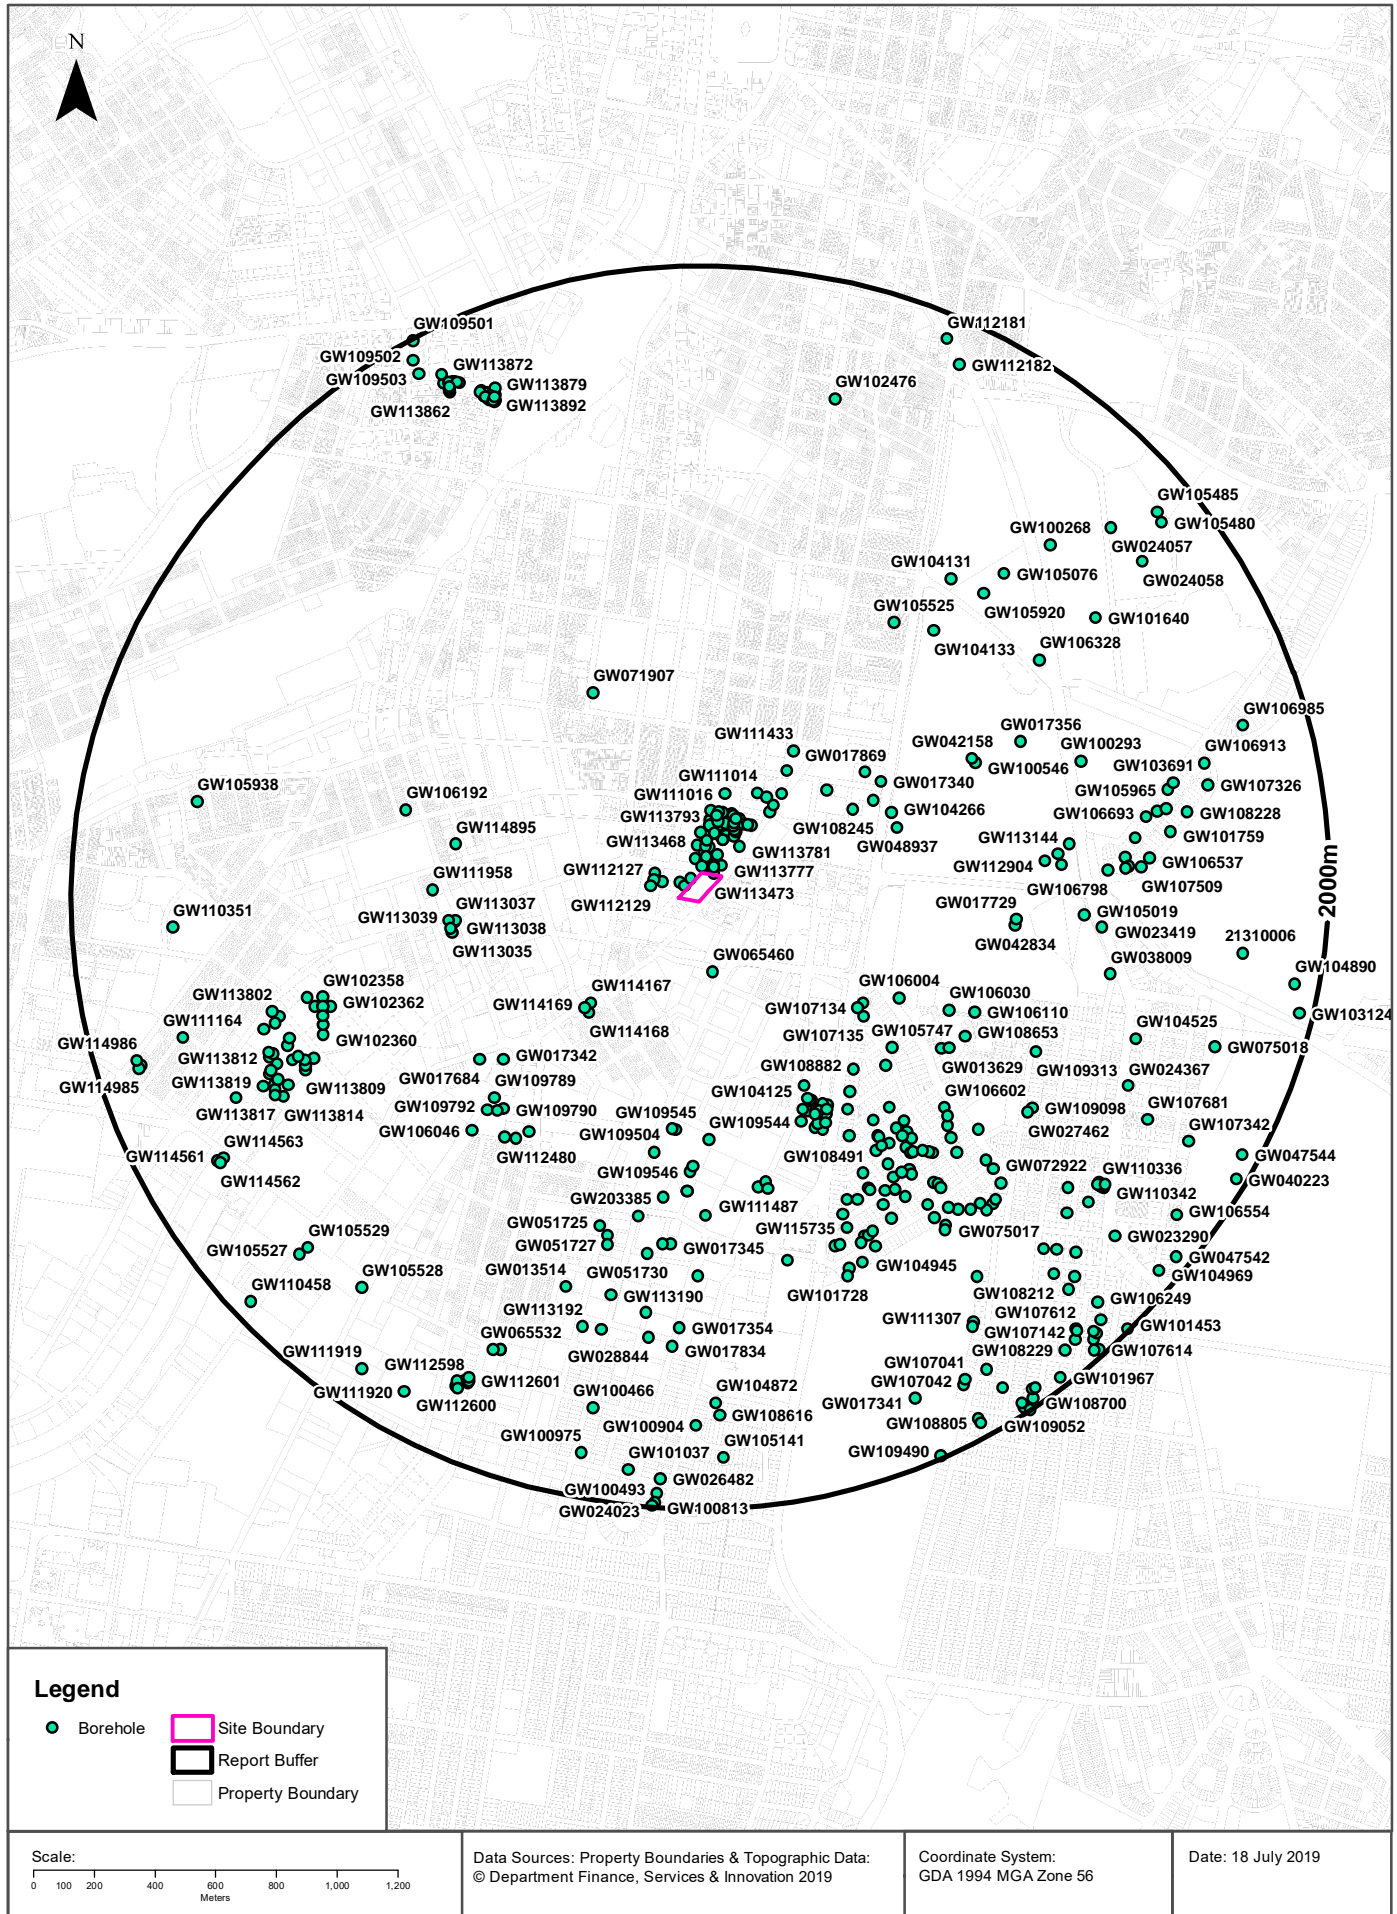 N
GW109501
GW112181
GW109502
GW113872
GW112182
GW109503
GW113879
GW102476
GW113862
GW113892
GW105485
GW105480
GW100268
GW024057
GW104131
GW105076
GW024058
GW105525
GW105920
GW101640
GW104133
GW106328
GW071907
GW106985
GW111433
GW017356
GW042158
GW100293
GW106913
GW017869
GW103691
GW111014
GW100546
GW105938
GW017340
GW105965
GW107326
GW111016
GW106192
GW104266
GW106693
GW108228
GW113793
GW108245
GW114895
GW113468
GW048937
GW113144
GW101759
GW113781
GW112904
GW106537
GW112127
GW113777
GW111958
GW107509
GW106798
GW112129
GW113473
GW113037
GW017729
GW110351
GW113039
GW105019
GW113038
GW023419
2000m
GW042834
21310006
GW113035
GW065460
GW038009
GW104890
GW102358
GW106004
GW114167
GW113802
GW102362
GW106030
GW114169
GW107134
GW106110
GW103124
GW111164
GW114168
GW107135
GW108653
GW104525
GW102360
GW105747
GW114986
GW075018
GW113812
GW017342
GW108882
GW013629
GW109313
GW024367
GW114985
GW113819
GW113809
GW017684
GW109789
GW104125
GW106602
GW113817
GW113814
GW109792
GW109790
GW109545
GW109098
GW107681
GW106046
GW109504
GW109544
GW027462
GW107342
GW114563
GW114561
GW112480
GW108491
GW047544
GW109546
GW072922
GW110336
GW114562
GW040223
GW203385
GW110342
GW111487
GW106554
GW105529
GW051725
GW115735
GW075017
GW023290
GW105527
GW051727
GW017345
GW047542
GW104945
GW105528
GW013514
GW051730
GW104969
GW110458
GW101728
GW108212
GW113190
GW106249
GW113192
GW111307
GW107612
GW065532
GW017354
GW107142
GW101453
GW111919
GW112598
GW028844
GW017834
GW108229
GW107614
GW107041
GW112601
GW107042
GW101967
GW111920
GW100466
GW104872
GW112600
GW017341
GW108700
GW100904
GW108616
GW108805
GW109052
GW100975
GW101037
GW105141
GW109490
GW026482
GW100493
GW024023
GW100813
Legend
Borehole
Site Boundary
Report Buffer
Property Boundary
Scale:
0 100 200 400 600 800 1,000 1,200
Meters
Data Sources: Property Boundaries & Topographic Data:
© Department Finance, Services & Innovation 2019
Coordinate System:
GDA 1994 MGA Zone 56
Date: 18 July 2019